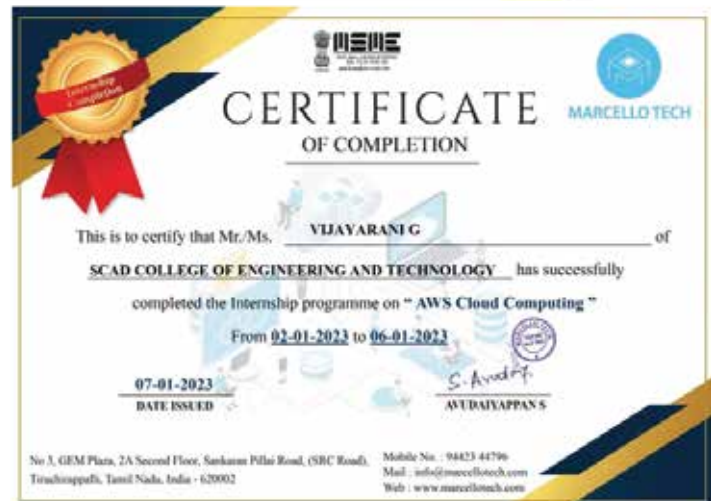 Internship
Completion
MSME
MARCELLO TECH
CERTIFICATE
OF COMPLETION
This is to certify that Mr./Ms. VIJAYARANI G of
SCAD COLLEGE OF ENGINEERING AND TECHNOLOGY has successfully
completed the Internship programme on “ AWS Cloud Computing ”
From 02-01-2023 to 06-01-2023
07-01-2023
DATE ISSUED
AVUDAIYAPPAN S
No 3, GEM Plaza, 2A Second Floor, Sankaran Pillai Road, (SRC Road),
Tiruchirappalli, Tamil Nadu, India - 620002
Mobile No. : 94423 44796
Mail : info@marcellotech.com
Web : www.marcellotech.com